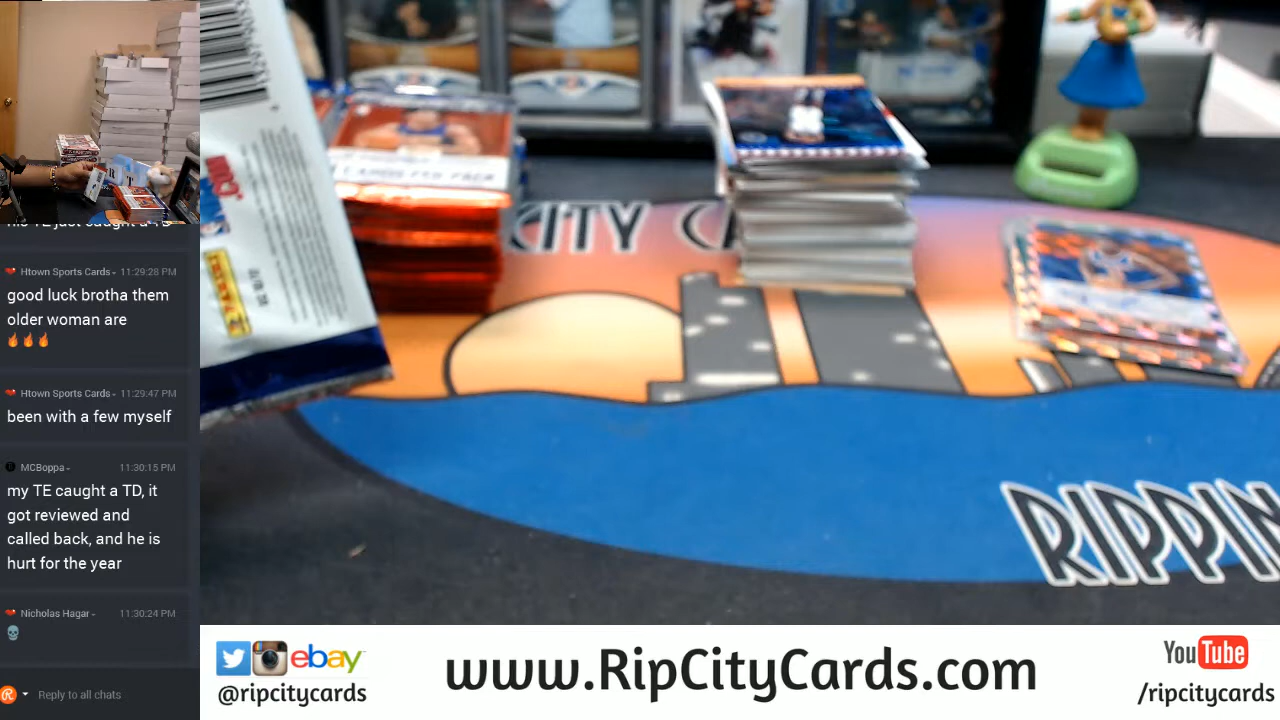 Htown Sports Cards 11:29:28 PM
good luck brotha them
older woman are
🔥🔥🔥
Htown Sports Cards 11:29:47 PM
been with a few myself
MCBoppa 11:30:15 PM
my TE caught a TD, it
got reviewed and
called back, and he is
hurt for the year
Nicholas Hagar 11:30:24 PM
💀
Reply to all chats
CITY
RIPPIN
PANINI
ebay
@ripcitycards
www.RipCityCards.com
YouTube
/ripcitycards